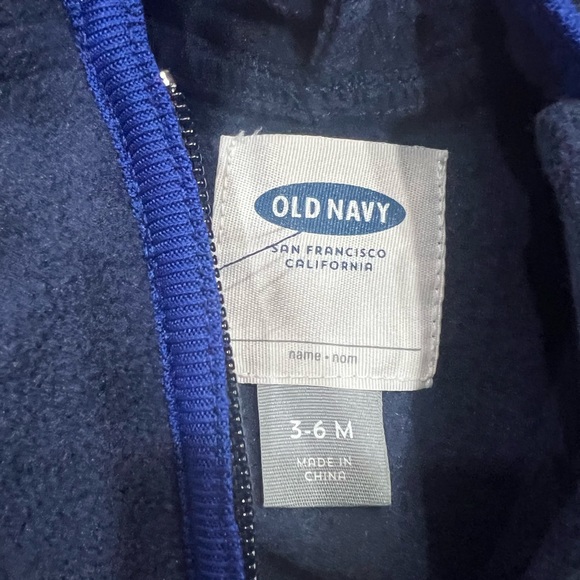 OLD NAVY
SAN FRANCISCO
CALIFORNIA
name • nom
3-6 M
MADE IN
CHINA